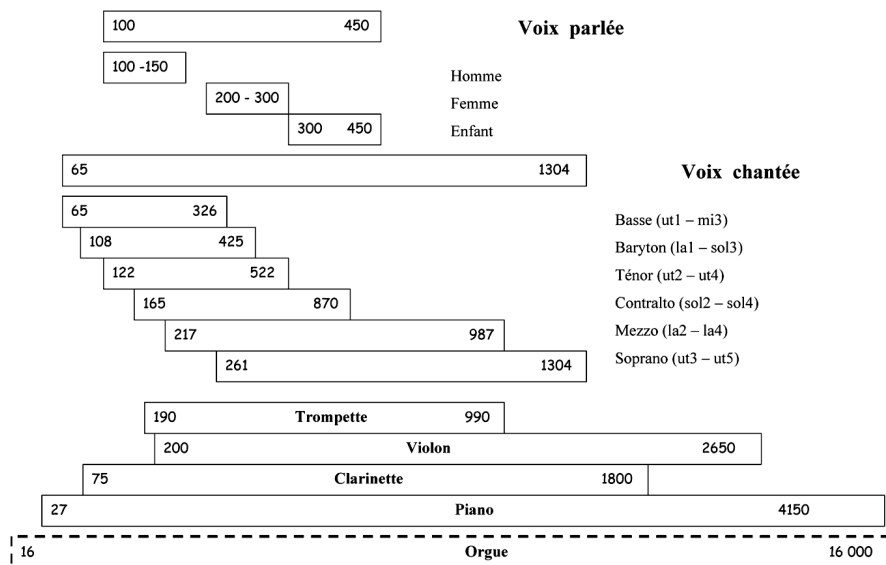 100 450 Voix parlée
100 -150 Homme
200 - 300 Femme
300 450 Enfant
65 1304 Voix chantée
65 326 Basse (ut1 – mi3)
108 425 Baryton (la1 – sol3)
122 522 Ténor (ut2 – ut4)
165 870 Contralto (sol2 – sol4)
217 987 Mezzo (la2 – la4)
261 1304 Soprano (ut3 – ut5)
190 Trompette 990
200 Violon 2650
75 Clarinette 1800
27 Piano 4150
16 Orgue 16 000